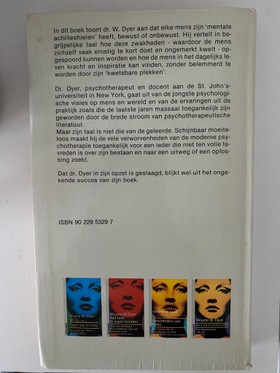 In dit boek toont dr. W. Dyer aan dat elke mens zijn 'mentale
achilleshielen' heeft, bewust of onbewust. Hij vertelt in be-
grijpelijke taal hoe deze zwakheden - waardoor de mens
zichzelf vaak ernstig te kort doet en ongemerkt kwelt - op-
gespoord kunnen worden en hoe de mens in het dagelijks le-
ven kracht en inspiratie kan vinden, zonder belemmerd te
worden door zijn 'kwetsbare plekken'.
Dr. Dyer, psychotherapeut en docent aan de St. John's-
universiteit in New York, gaat uit van de jongste psychologi-
sche visies op mens en wereld en van de ervaringen uit de
praktijk zoals die de laatste jaren massaal toegankelijk zijn
geworden door de brede stroom van psychotherapeutische
literatuur.
Maar zijn taal is niet die van de geleerde. Schijnbaar moeite-
loos maakt hij de vele verworvenheden van de moderne psy-
chotherapie toegankelijk voor een ieder die niet ten volle te-
vreden is over zijn bestaan en naar een uitweg of een oplos-
sing zoekt.
Dat dr. Dyer in zijn opzet is geslaagd, blijkt wel uit het onge-
kende succes van zijn boek.
ISBN 90 229 5329 7
Wayne W. Dyer
Wayne W. Dyer
Wayne W. Dyer
Wayne W. Dyer